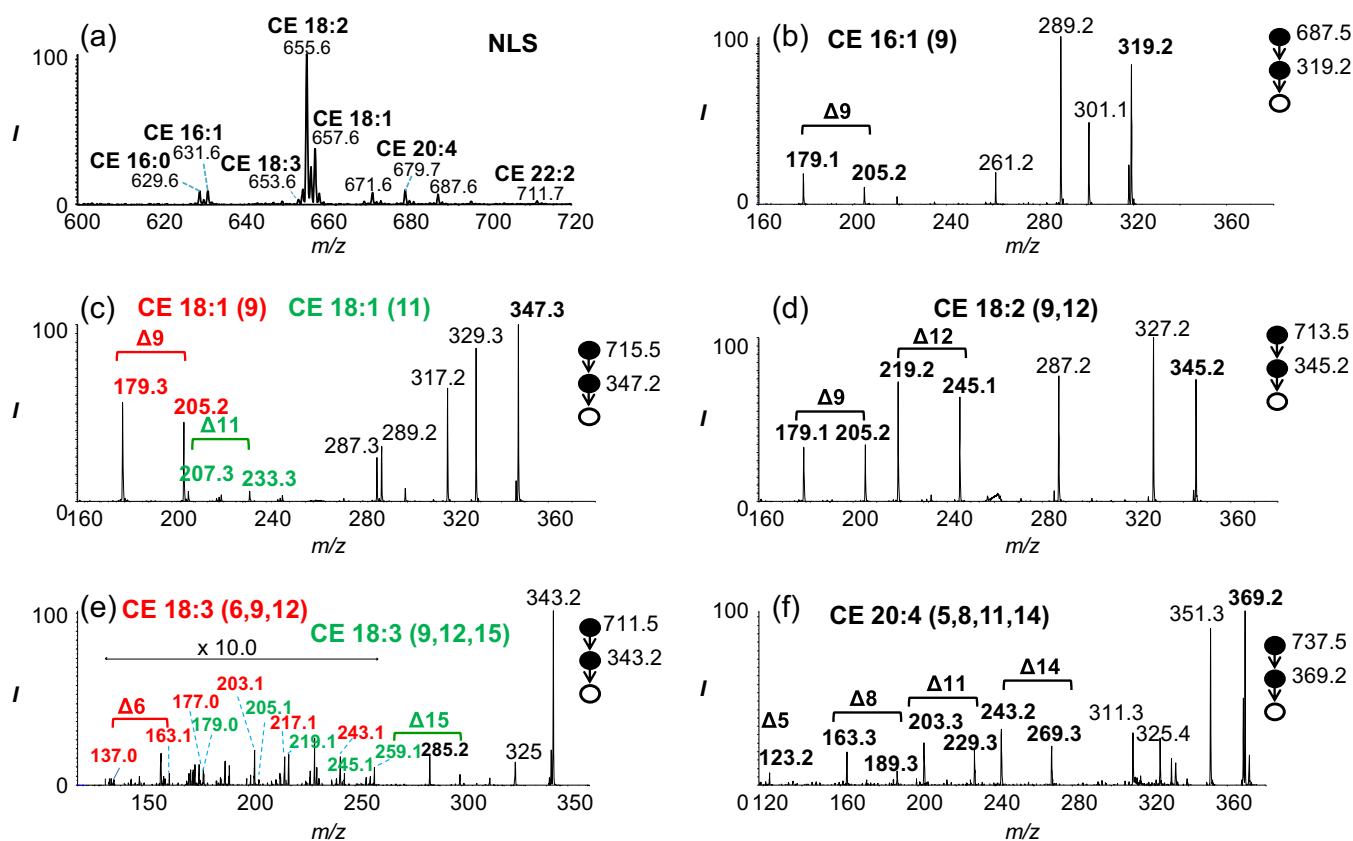 (a)
CE 18:2
655.6
NLS
100
I
CE 16:1
631.6
CE 18:1
657.6
CE 16:0
629.6
CE 18:3
653.6
CE 20:4
679.7
671.6
687.6
CE 22:2
711.7
0
600 620 640 660 680 700 720
m/z
(b)
CE 16:1 (9)
289.2
319.2
687.5
319.2
100
I
301.1
Δ9
179.1
205.2
261.2
0
160 200 240 280 320 360
m/z
(c)
CE 18:1 (9) CE 18:1 (11)
347.3
100
329.3
715.5
347.2
Δ9
317.2
179.3
I
205.2
Δ11
287.3
289.2
207.3
233.3
0
160 200 240 280 320 360
m/z
(d)
CE 18:2 (9,12)
327.2
713.5
345.2
100
Δ12
219.2
287.2
345.2
245.1
I
Δ9
179.1 205.2
0
160 200 240 280 320 360
m/z
(e)
CE 18:3 (6,9,12)
343.2
100
CE 18:3 (9,12,15)
711.5
343.2
x 10.0
I
203.1
177.0
205.1
Δ6
179.0
217.1
243.1
Δ15
163.1
219.1
259.1
137.0
245.1
285.2
325
0
150 200 250 300 350
m/z
(f)
CE 20:4 (5,8,11,14)
351.3
369.2
737.5
369.2
100
Δ14
Δ11
I
Δ8
203.3
243.2
311.3
Δ5
163.3
229.3
269.3
325.4
123.2
189.3
0 120 160 200 240 280 320 360
m/z